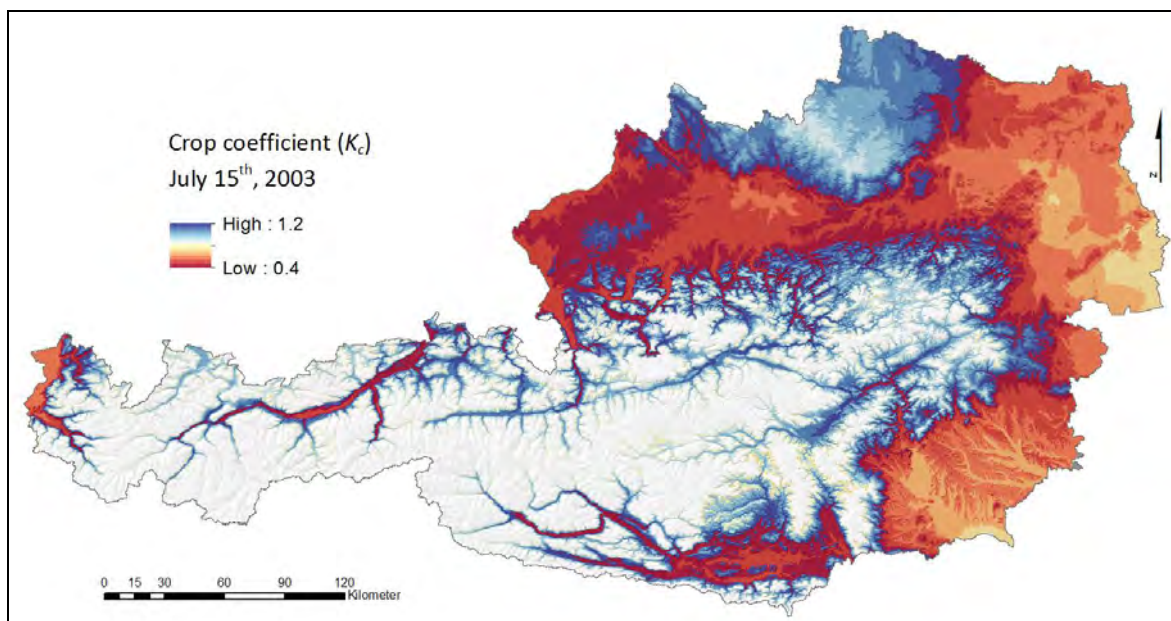 Crop coefficient (Kc)
July 15th, 2003
High : 1.2
Low : 0.4
N
0 15 30 60 90 120
Kilometer